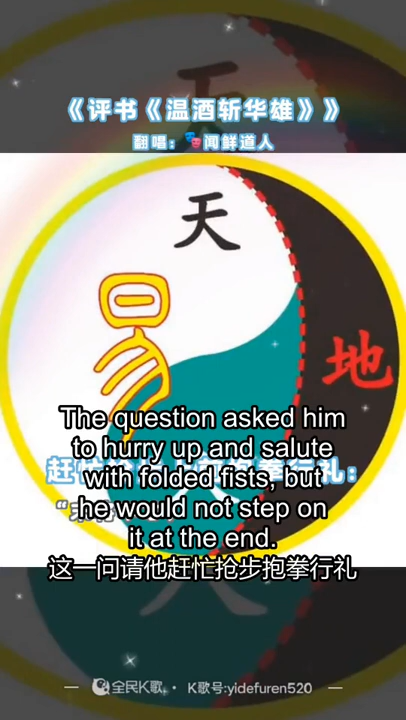 《评书《温酒斩华雄》》
翻唱：🎭闻鲜道人
天
易
地
The question asked him
to hurry up and salute
with folded fists, but
he would not step on
it at the end.
这一问请他赶忙抢步抱拳行礼
全民K歌 · K歌号:yidefuren520